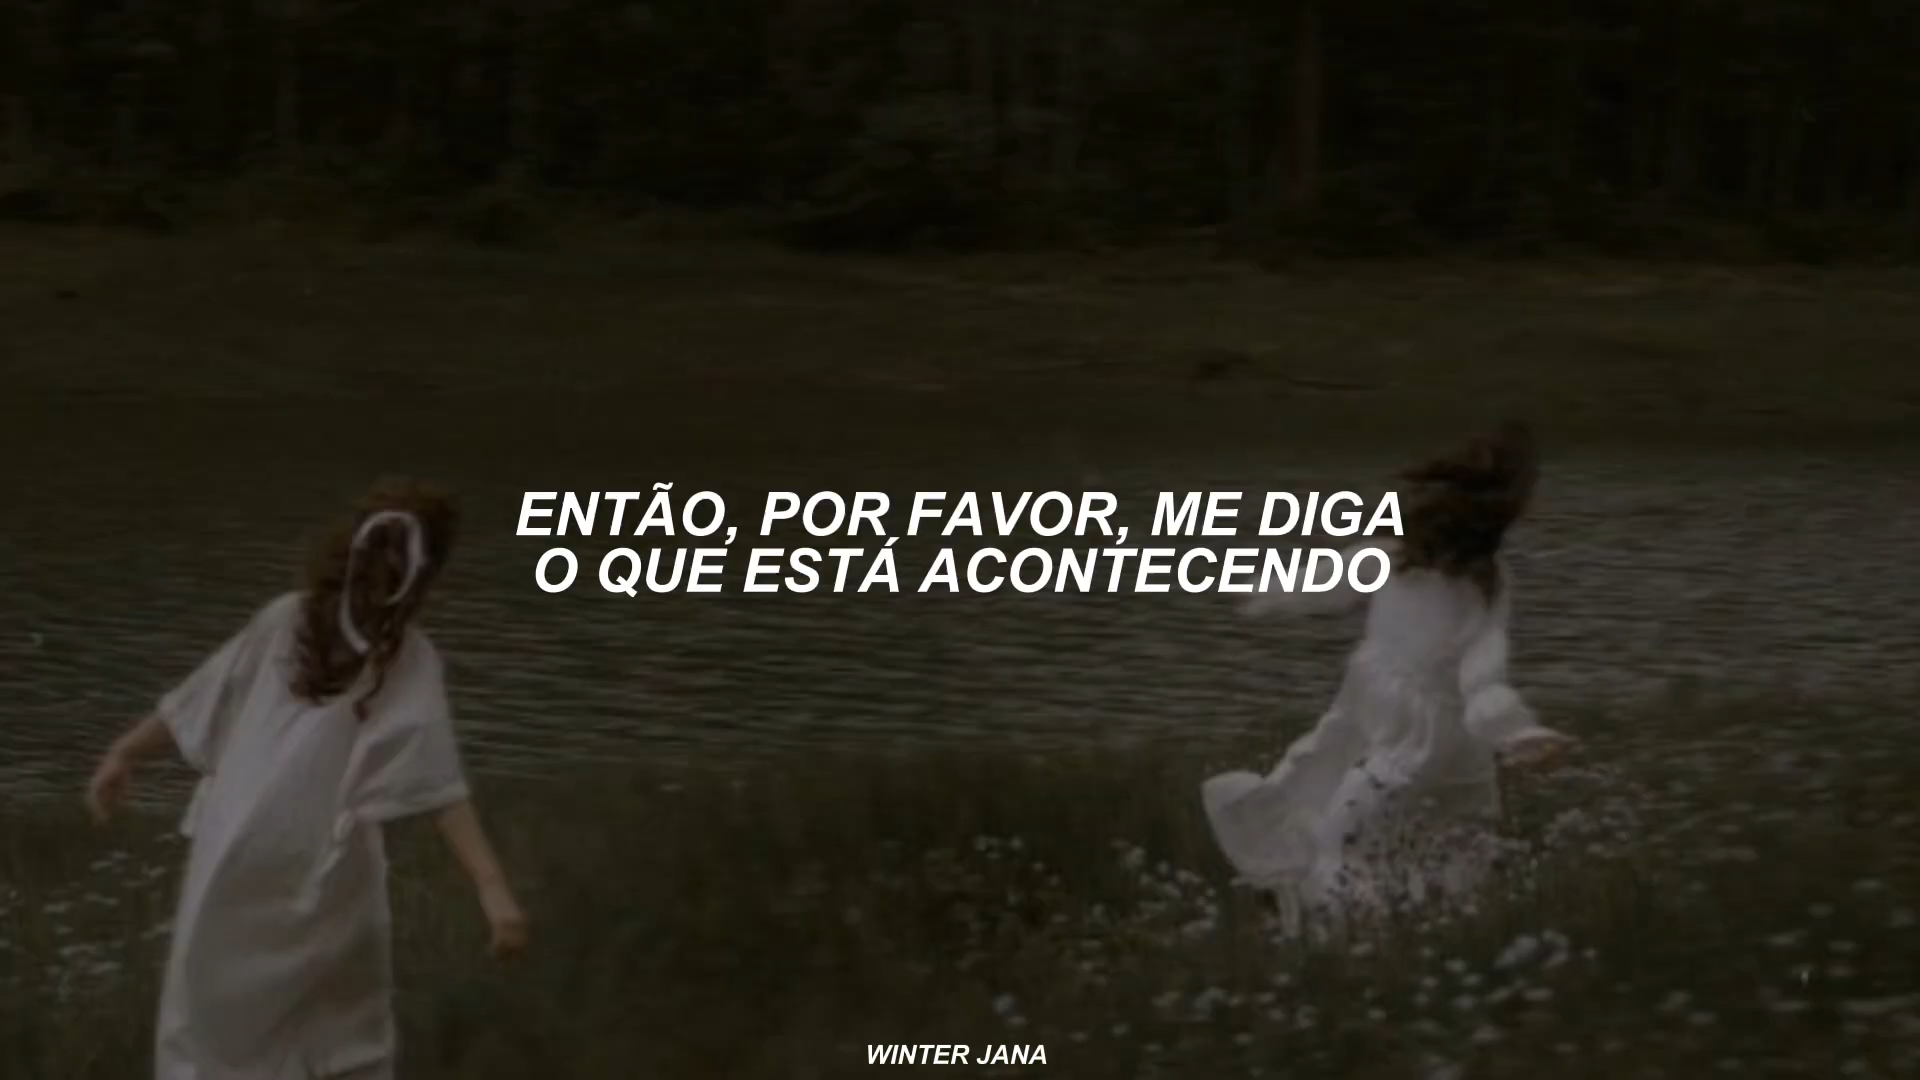 ENTÃO, POR FAVOR, ME DIGA
O QUE ESTÁ ACONTECENDO
WINTER JANA